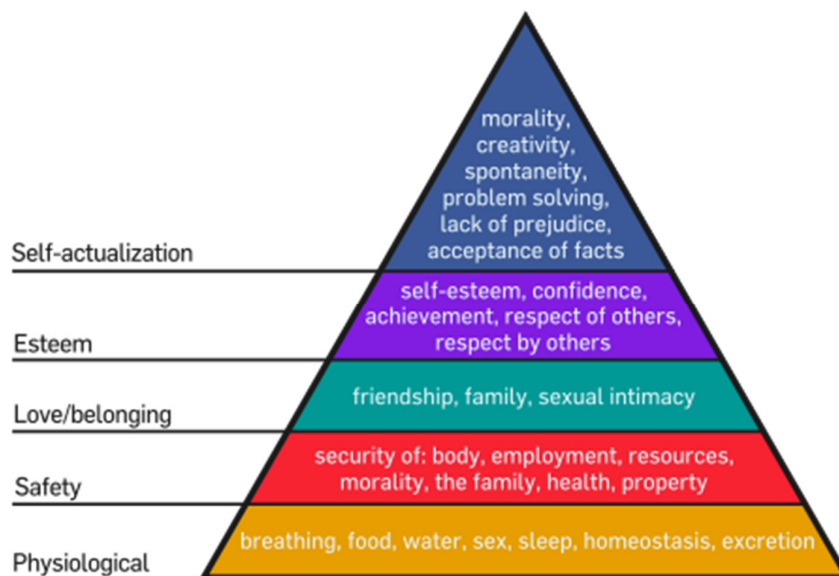 morality,
creativity,
spontaneity,
problem solving,
lack of prejudice,
acceptance of facts
Self-actualization
self-esteem, confidence,
achievement, respect of others,
respect by others
Esteem
friendship, family, sexual intimacy
Love/belonging
security of: body, employment, resources,
morality, the family, health, property
Safety
breathing, food, water, sex, sleep, homeostasis, excretion
Physiological